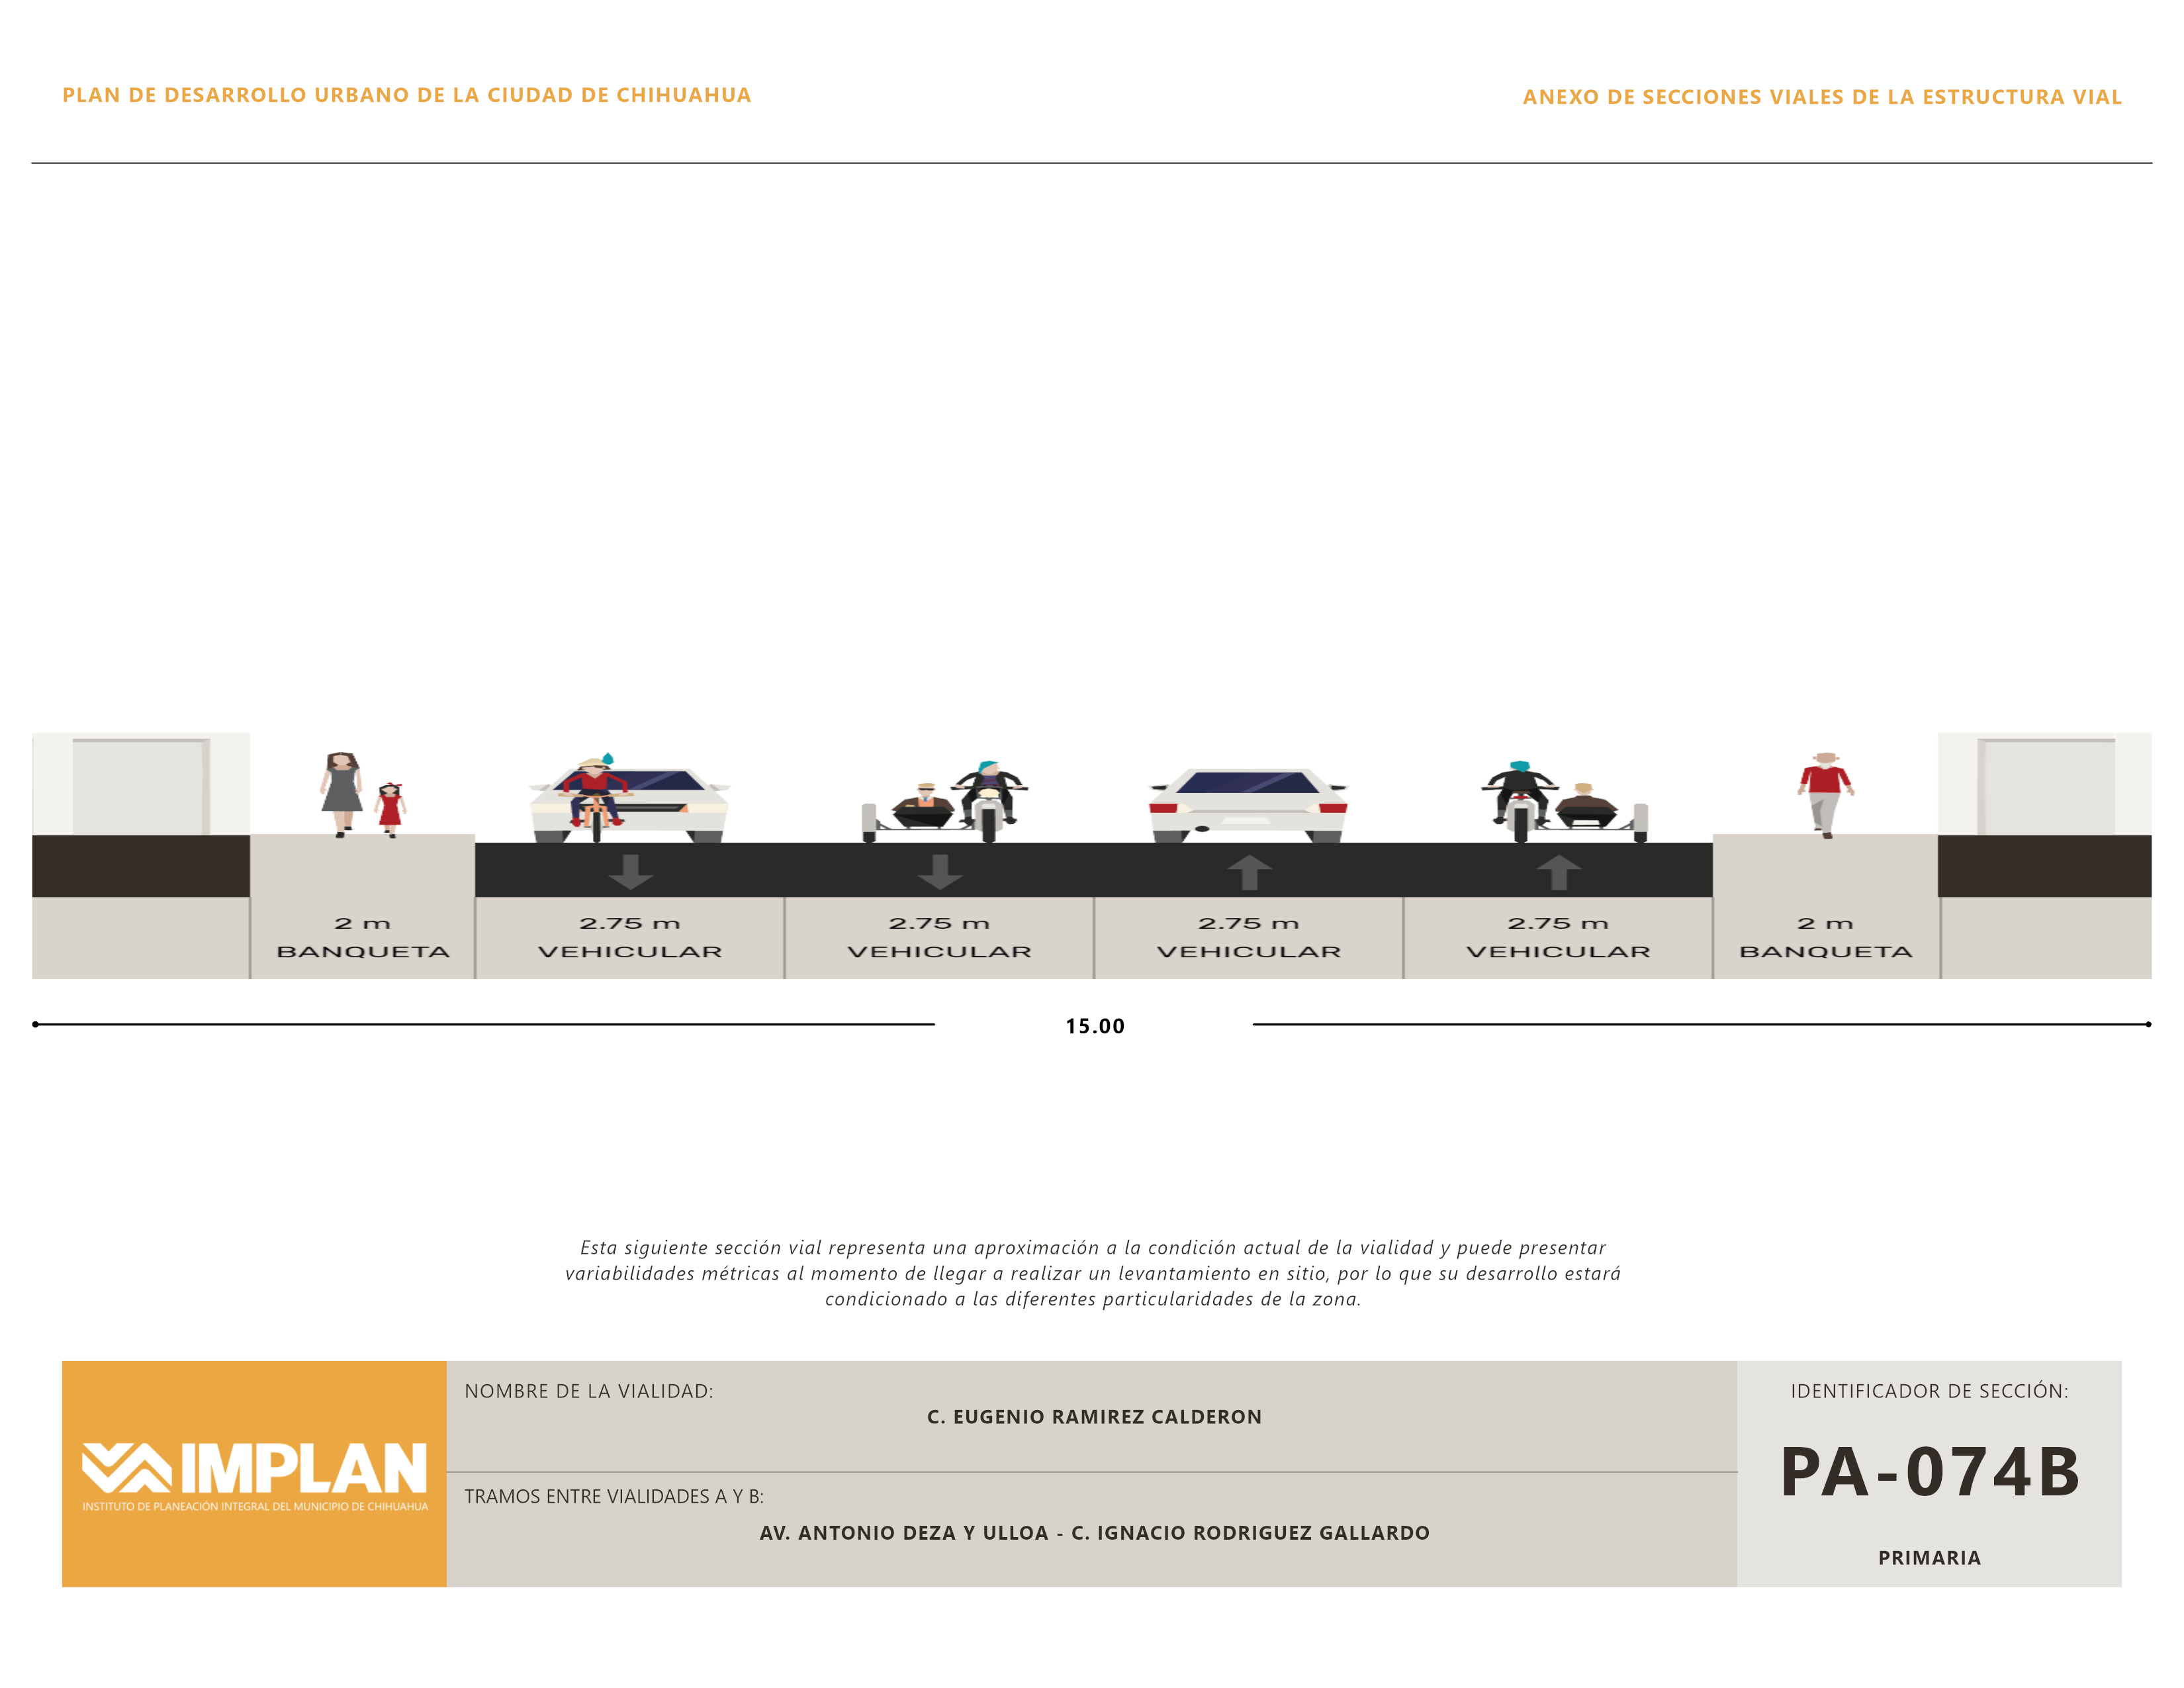 PLAN DE DESARROLLO URBANO DE LA CIUDAD DE CHIHUAHUA
ANEXO DE SECCIONES VIALES DE LA ESTRUCTURA VIAL
2 m
BANQUETA
2.75 m
VEHICULAR
2.75 m
VEHICULAR
2.75 m
VEHICULAR
2.75 m
VEHICULAR
2 m
BANQUETA
15.00
Esta siguiente sección vial representa una aproximación a la condición actual de la vialidad y puede presentar
variabilidades métricas al momento de llegar a realizar un levantamiento en sitio, por lo que su desarrollo estará
condicionado a las diferentes particularidades de la zona.
IMPLAN
INSTITUTO DE PLANEACIÓN INTEGRAL DEL MUNICIPIO DE CHIHUAHUA
NOMBRE DE LA VIALIDAD:
C. EUGENIO RAMIREZ CALDERON
TRAMOS ENTRE VIALIDADES A Y B:
AV. ANTONIO DEZA Y ULLOA - C. IGNACIO RODRIGUEZ GALLARDO
IDENTIFICADOR DE SECCIÓN:
PA-074B
PRIMARIA